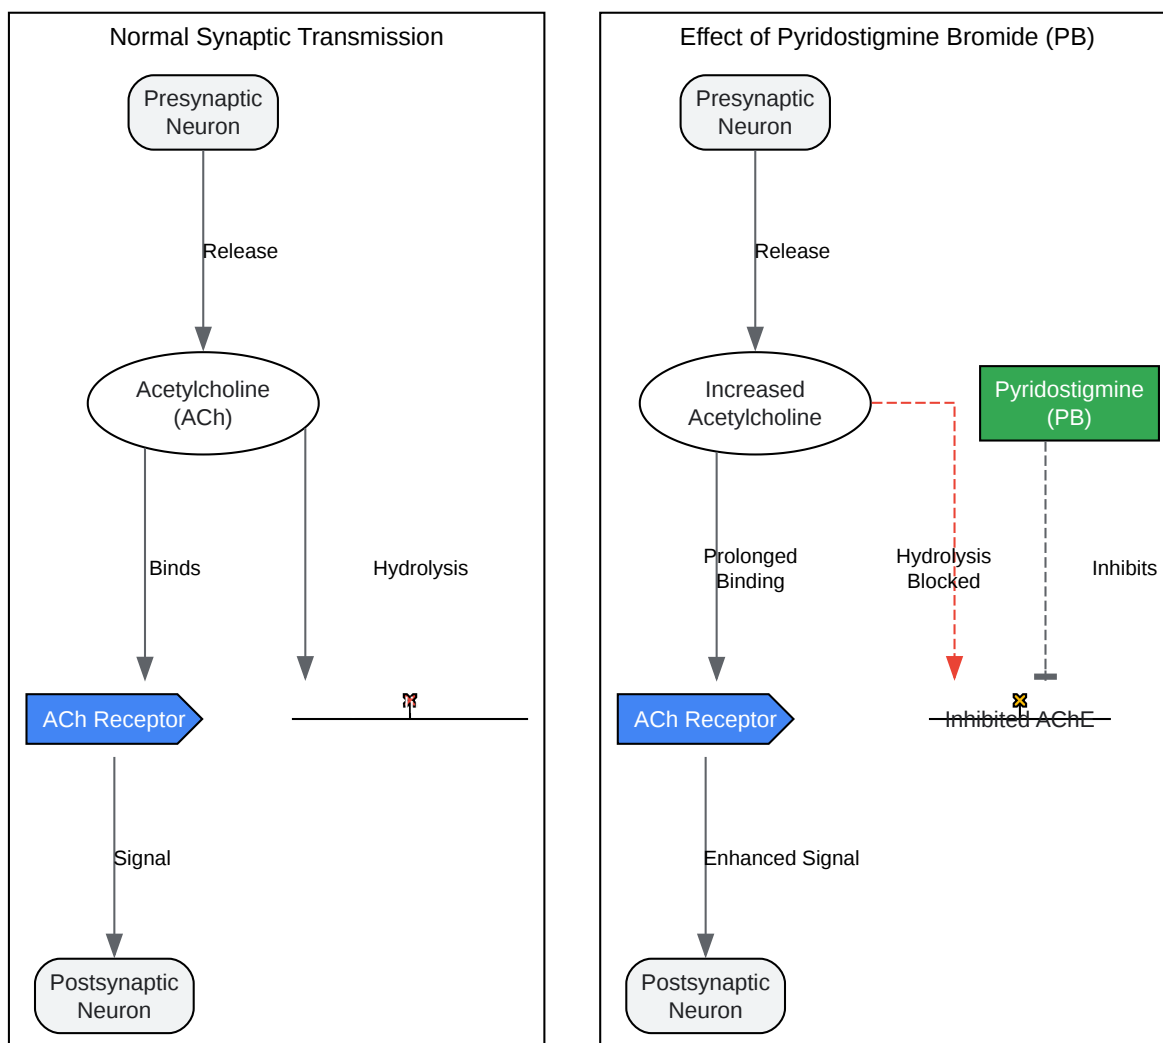 Normal Synaptic Transmission
Presynaptic
Neuron
Release
Acetylcholine
(ACh)
Binds
Hydrolysis
ACh Receptor
Signal
Postsynaptic
Neuron
Effect of Pyridostigmine Bromide (PB)
Presynaptic
Neuron
Release
Increased
Acetylcholine
Pyridostigmine
(PB)
Prolonged
Binding
Hydrolysis
Blocked
Inhibits
ACh Receptor
Inhibited AChE
Enhanced Signal
Postsynaptic
Neuron